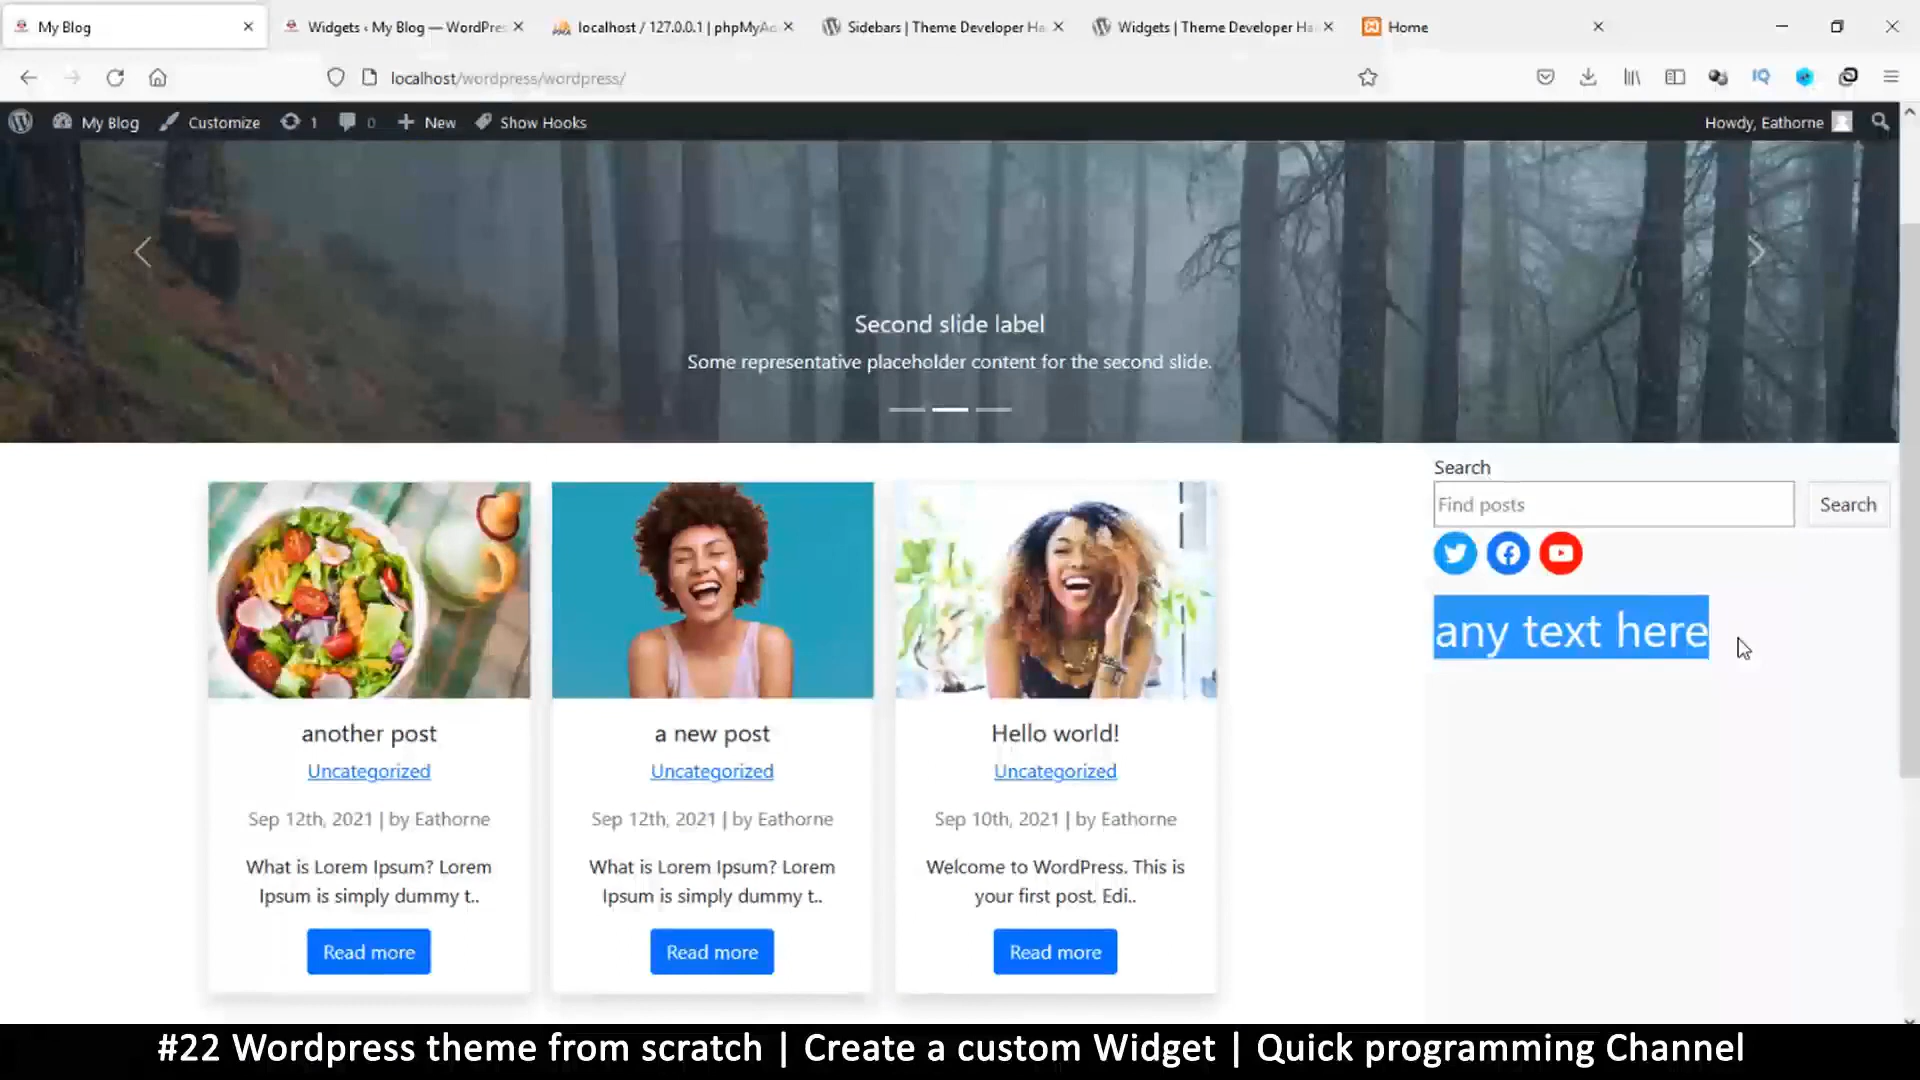 My Blog
Widgets ‹ My Blog — WordPre
localhost / 127.0.0.1 | phpMyAd
Sidebars | Theme Developer Ha
Widgets | Theme Developer Ha
Home
localhost/wordpress/wordpress/
My Blog
Customize
1
0
New
Show Hooks
Howdy, Eathorne
Second slide label
Some representative placeholder content for the second slide.
Search
Find posts
Search
any text here
another post
Uncategorized
Sep 12th, 2021 | by Eathorne
What is Lorem Ipsum? Lorem
Ipsum is simply dummy t..
Read more
a new post
Uncategorized
Sep 12th, 2021 | by Eathorne
What is Lorem Ipsum? Lorem
Ipsum is simply dummy t..
Read more
Hello world!
Uncategorized
Sep 10th, 2021 | by Eathorne
Welcome to WordPress. This is
your first post. Edi..
Read more
#22 Wordpress theme from scratch | Create a custom Widget | Quick programming Channel